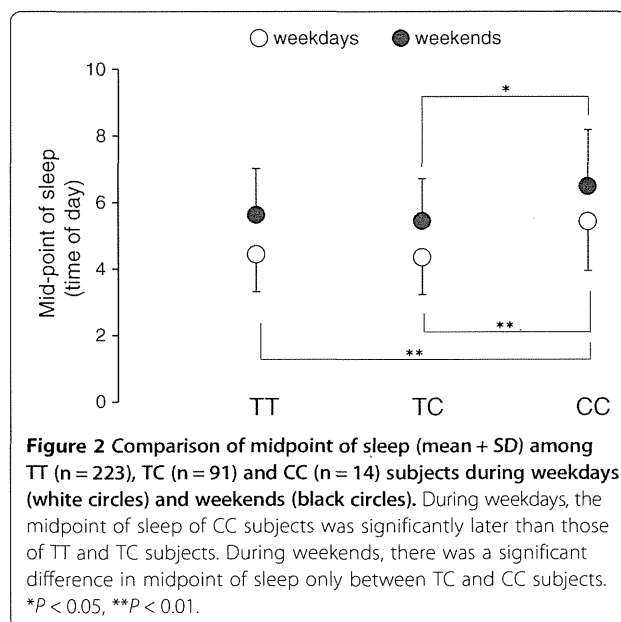 weekdays weekends
10
8
6
4
2
0
Mid-point of sleep
(time of day)
*
**
**
TT TC CC
Figure 2 Comparison of midpoint of sleep (mean + SD) among
TT (n = 223), TC (n = 91) and CC (n = 14) subjects during weekdays
(white circles) and weekends (black circles). During weekdays, the
midpoint of sleep of CC subjects was significantly later than those
of TT and TC subjects. During weekends, there was a significant
difference in midpoint of sleep only between TC and CC subjects.
*P < 0.05, **P < 0.01.